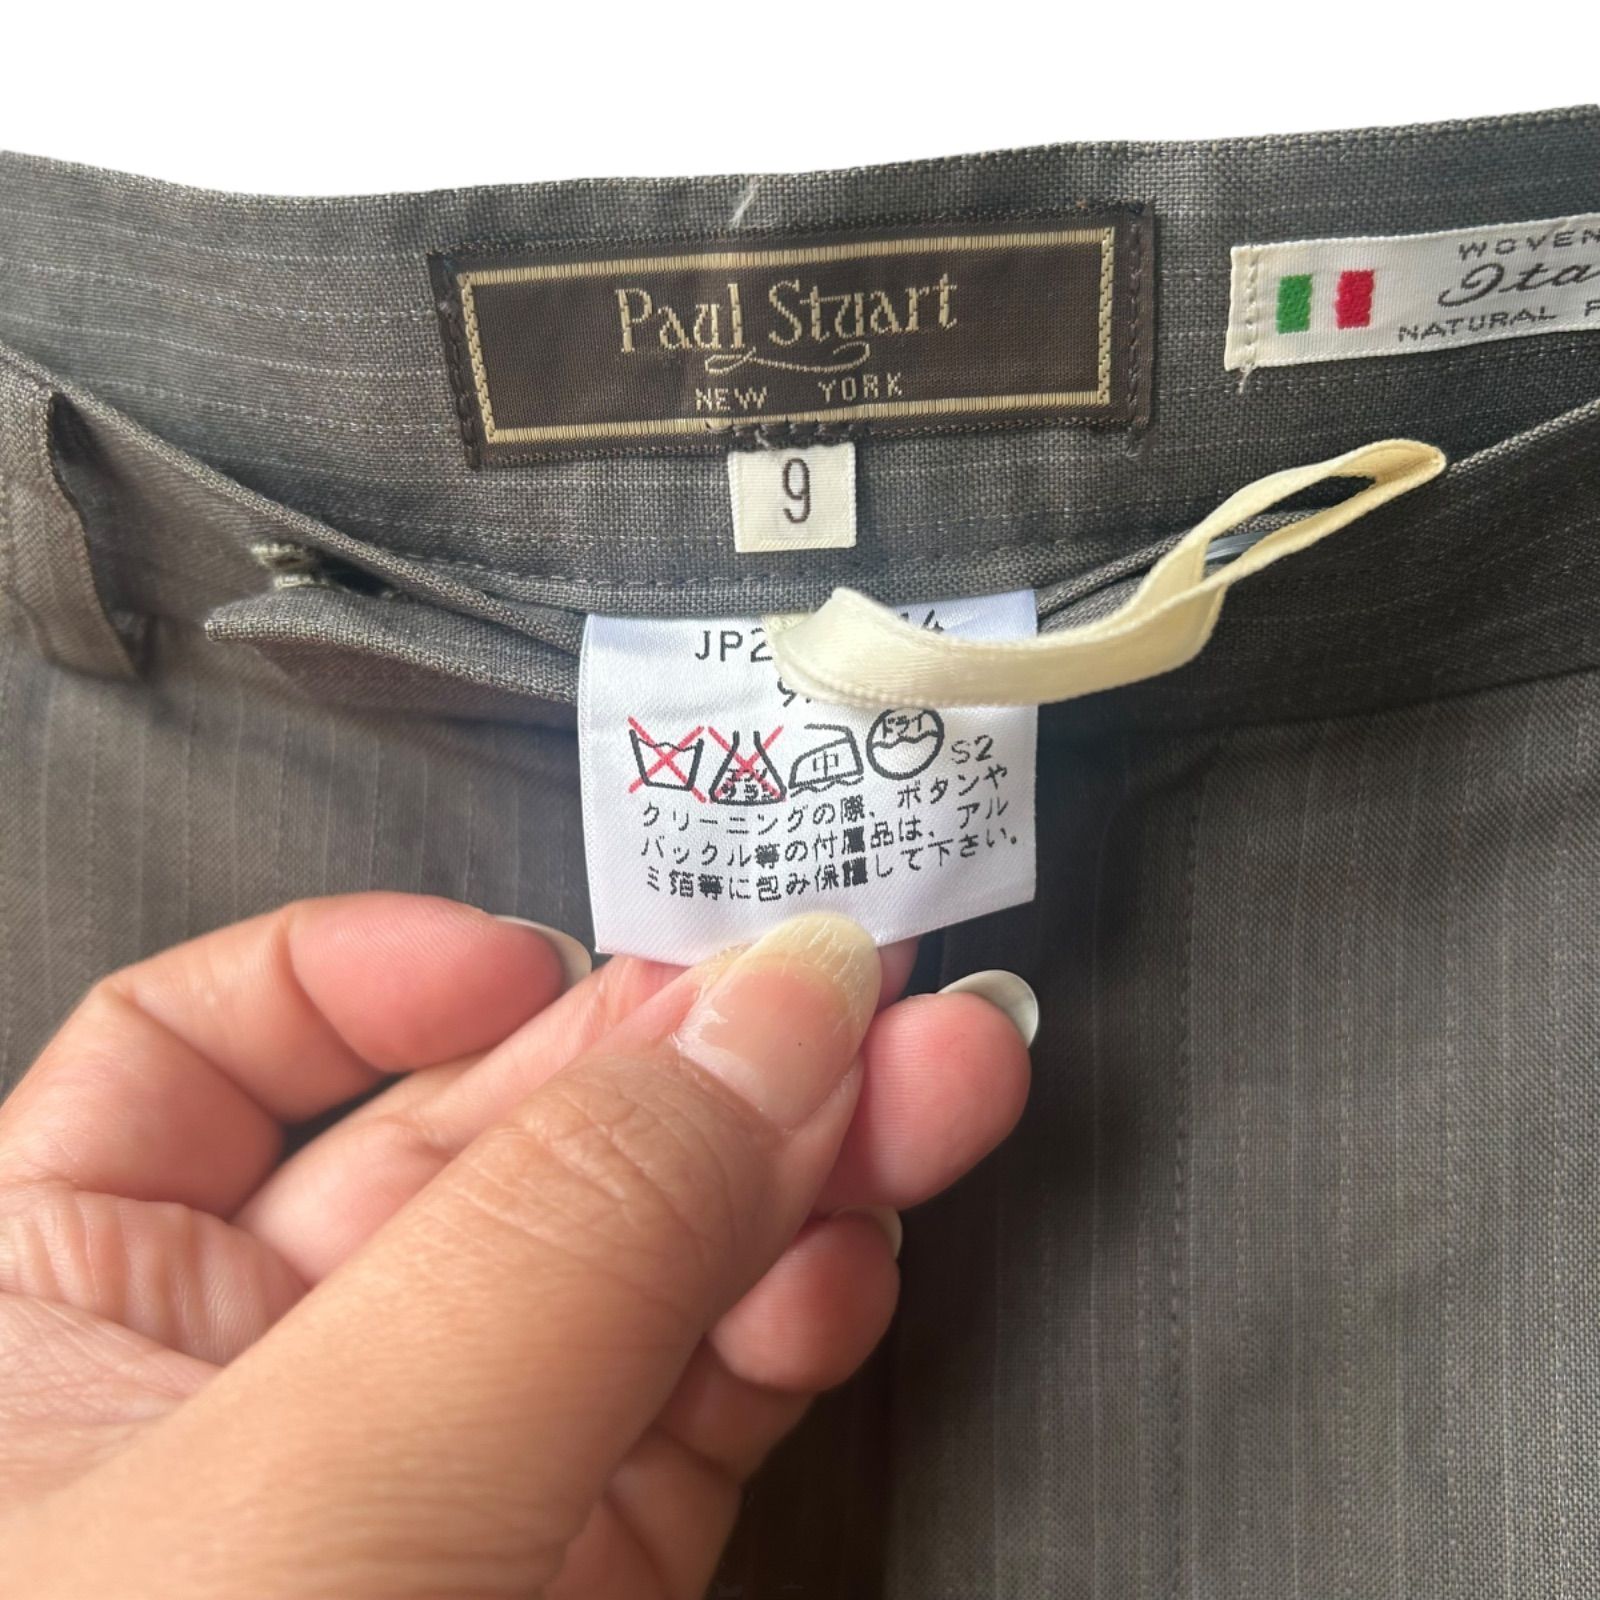 Paul Stuart
NEW YORK
WOVEN
NATURAL
9
JP2
中
ドライ
S2
クリーニングの際、ボタンや
バックル等の付属品は、アル
ミ箔等に包み保護して下さい。